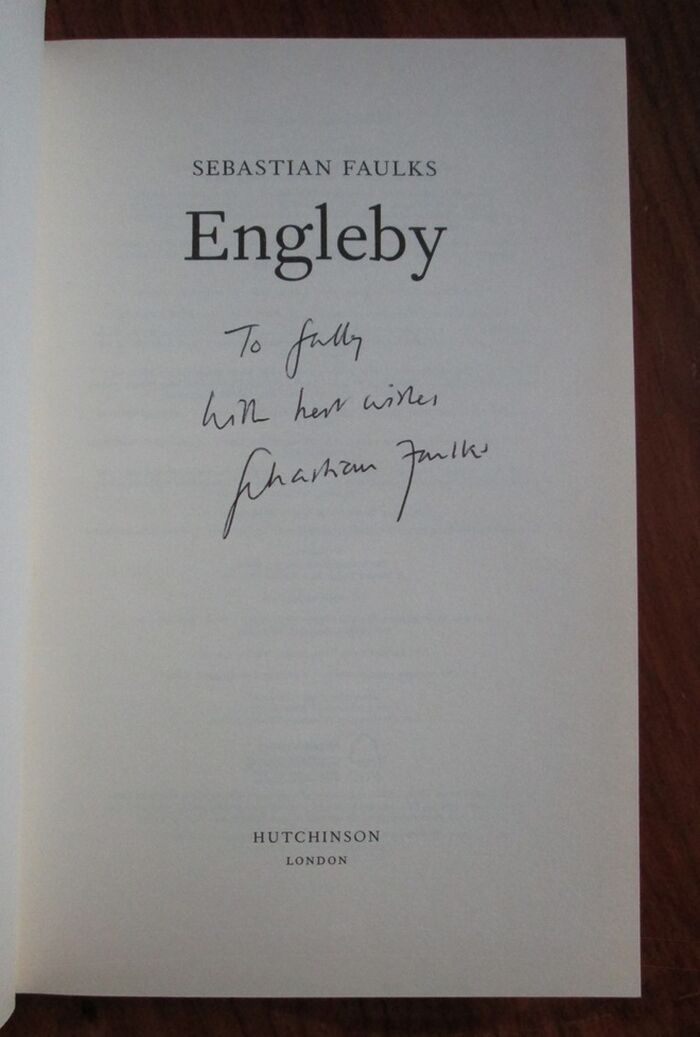 SEBASTIAN FAULKS
Engleby
To Sally
with best wishes
Sebastian Faulks
HUTCHINSON
LONDON